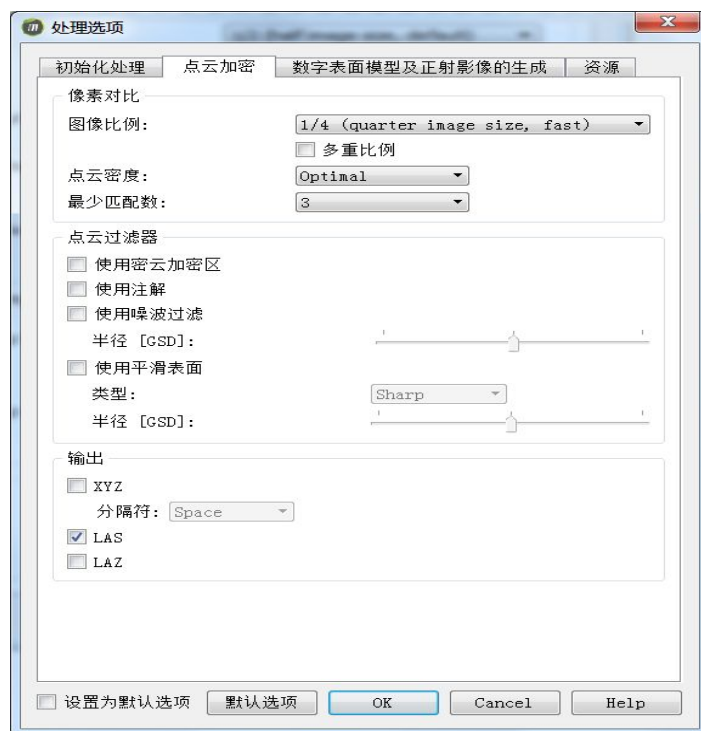 处理选项
初始化处理 点云加密 数字表面模型及正射影像的生成 资源
像素对比
图像比例: 1/4 (quarter image size, fast)
多重比例
点云密度: Optimal
最少匹配数: 3
点云过滤器
使用密云加密区
使用注解
使用噪波过滤
半径 [GSD]:
使用平滑表面
类型: Sharp
半径 [GSD]:
输出
XYZ
分隔符: Space
LAS
LAZ
设置为默认选项 默认选项 OK Cancel Help